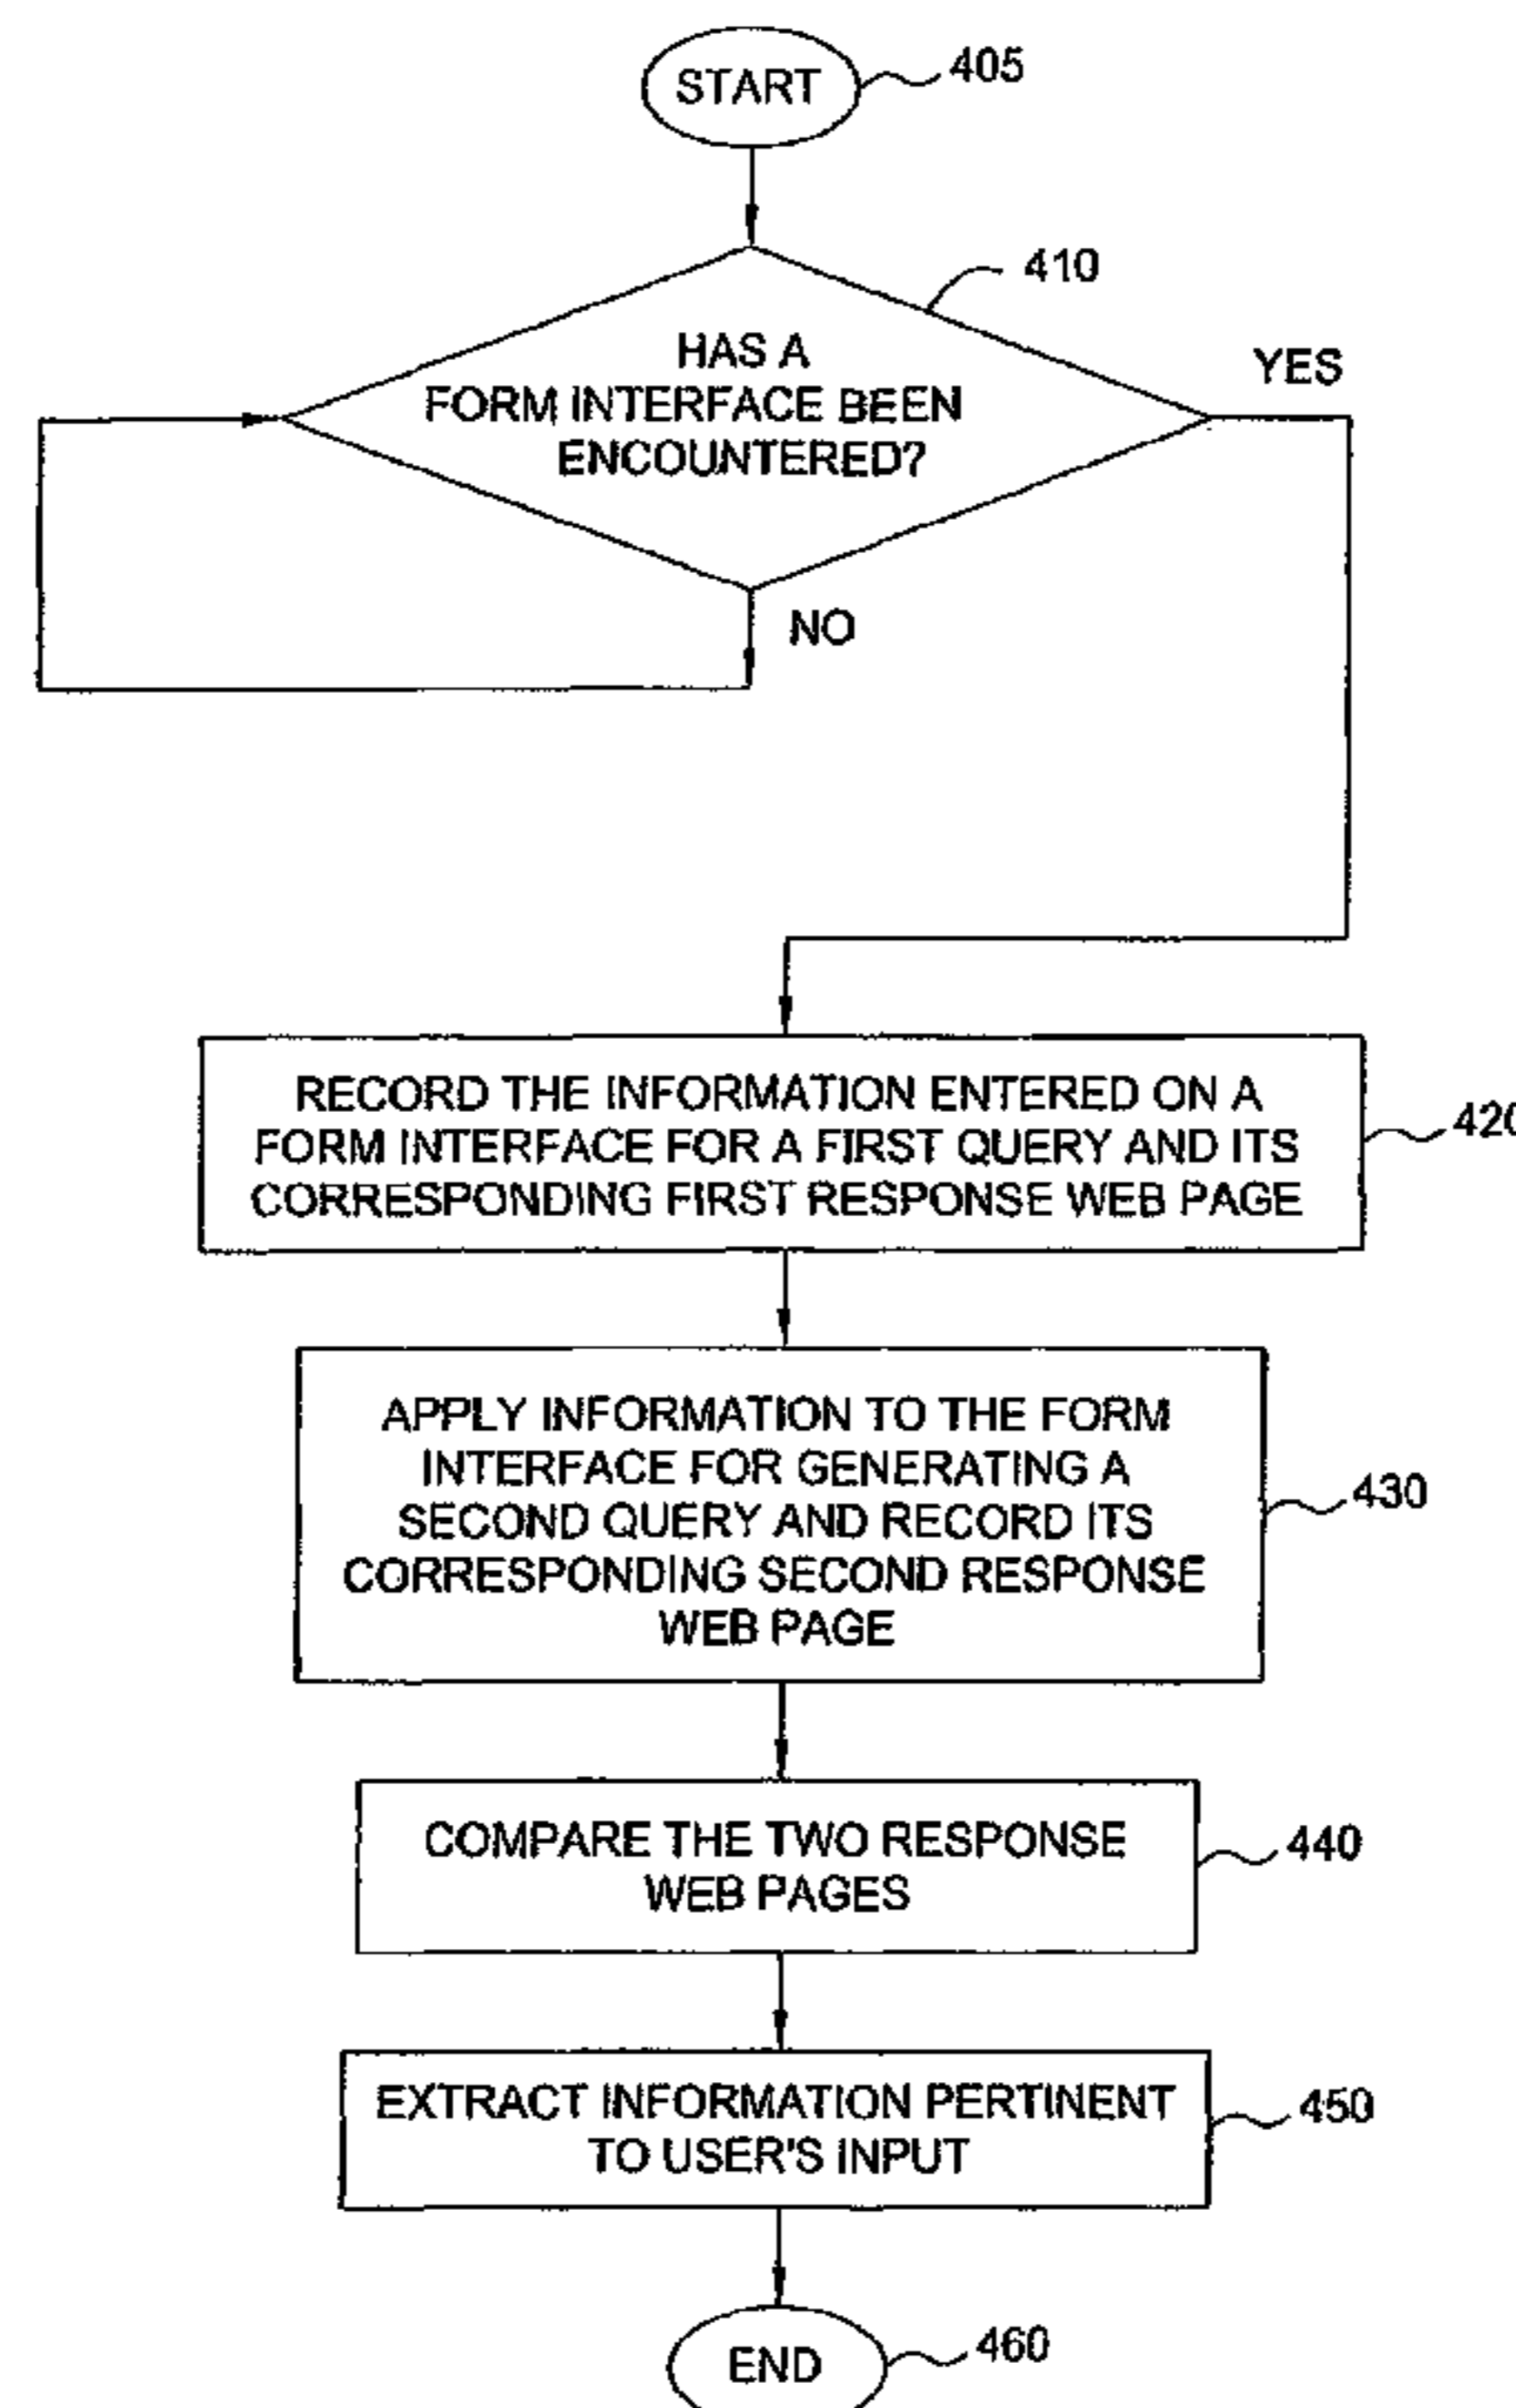 START
405
410
HAS A
FORM INTERFACE BEEN
ENCOUNTERED?
YES
NO
RECORD THE INFORMATION ENTERED ON A
FORM INTERFACE FOR A FIRST QUERY AND ITS
CORRESPONDING FIRST RESPONSE WEB PAGE
420
APPLY INFORMATION TO THE FORM
INTERFACE FOR GENERATING A
SECOND QUERY AND RECORD ITS
CORRESPONDING SECOND RESPONSE
WEB PAGE
430
COMPARE THE TWO RESPONSE
WEB PAGES
440
EXTRACT INFORMATION PERTINENT
TO USER'S INPUT
450
END
460